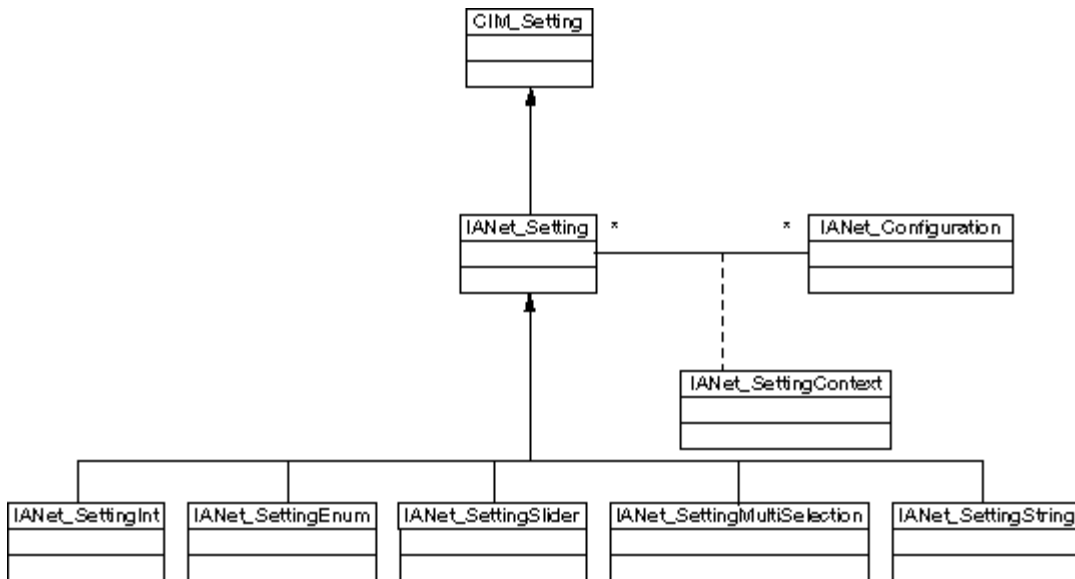 CIM_Setting
IANet_Setting
*
*
IANet_Configuration
IANet_SettingContext
IANet_SettingInt
IANet_SettingEnum
IANet_SettingSlider
IANet_SettingMultiSelection
IANet_SettingString